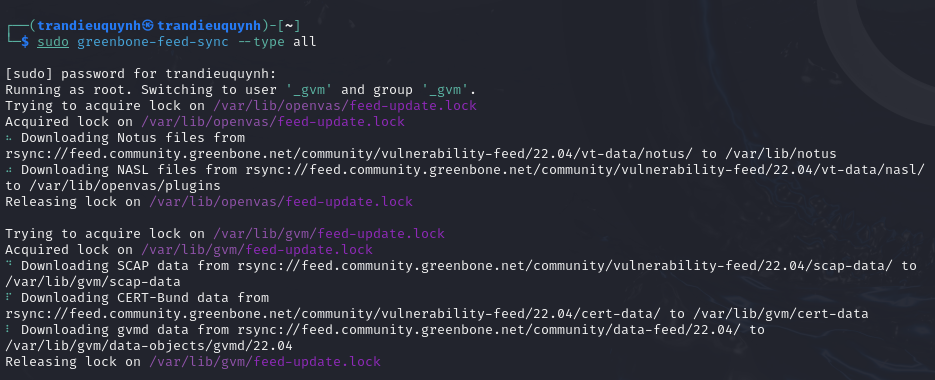 ┌──(trandieuquynh㉿trandieuquynh)-[~]
└─$ sudo greenbone-feed-sync --type all
[sudo] password for trandieuquynh:
Running as root. Switching to user '_gvm' and group '_gvm'.
Trying to acquire lock on /var/lib/openvas/feed-update.lock
Acquired lock on /var/lib/openvas/feed-update.lock
⠦ Downloading Notus files from
rsync://feed.community.greenbone.net/community/vulnerability-feed/22.04/vt-data/notus/ to /var/lib/notus
⠴ Downloading NASL files from rsync://feed.community.greenbone.net/community/vulnerability-feed/22.04/vt-data/nasl/
to /var/lib/openvas/plugins
Releasing lock on /var/lib/openvas/feed-update.lock
Trying to acquire lock on /var/lib/gvm/feed-update.lock
Acquired lock on /var/lib/gvm/feed-update.lock
⠙ Downloading SCAP data from rsync://feed.community.greenbone.net/community/vulnerability-feed/22.04/scap-data/ to
/var/lib/gvm/scap-data
⠏ Downloading CERT-Bund data from
rsync://feed.community.greenbone.net/community/vulnerability-feed/22.04/cert-data/ to /var/lib/gvm/cert-data
⠇ Downloading gvmd data from rsync://feed.community.greenbone.net/community/data-feed/22.04/ to
/var/lib/gvm/data-objects/gvmd/22.04
Releasing lock on /var/lib/gvm/feed-update.lock